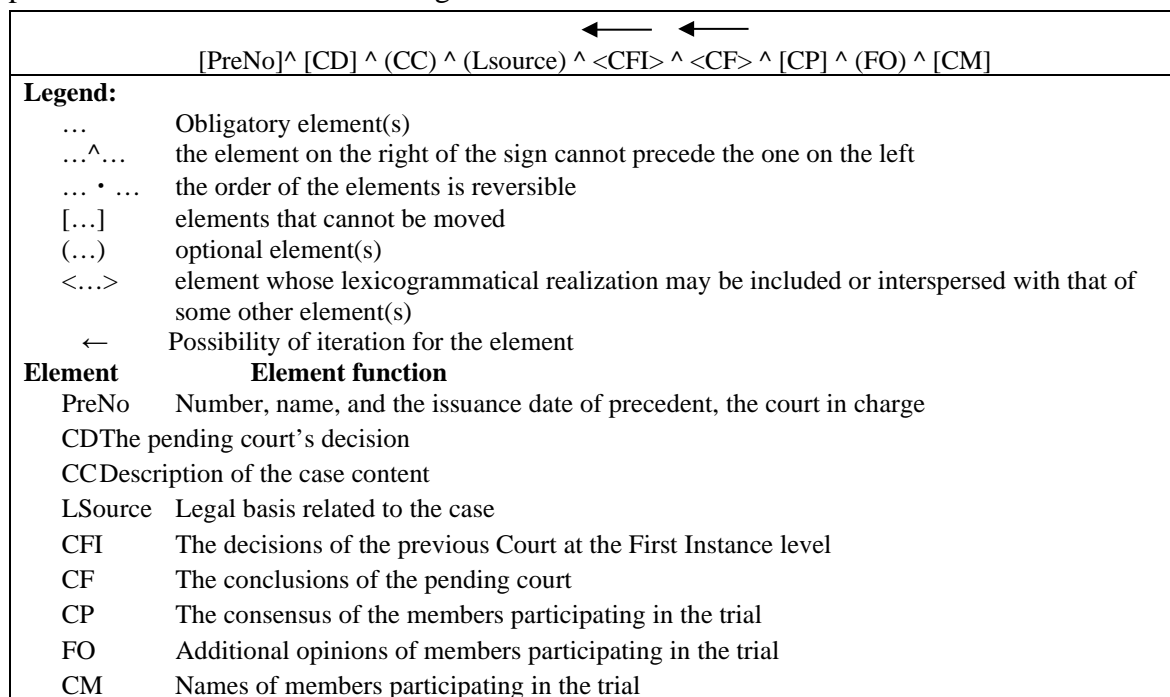 [PreNo]^ [CD] ^ (CC) ^ (Lsource) ^ <CFI> ^ <CF> ^ [CP] ^ (FO) ^ [CM]
Legend:
… Obligatory element(s)
…^… the element on the right of the sign cannot precede the one on the left
… • … the order of the elements is reversible
[…] elements that cannot be moved
(…) optional element(s)
<…> element whose lexicogrammatical realization may be included or interspersed with that of
some other element(s)
← Possibility of iteration for the element
Element Element function
PreNo Number, name, and the issuance date of precedent, the court in charge
CDThe pending court’s decision
CCDescription of the case content
LSource Legal basis related to the case
CFI The decisions of the previous Court at the First Instance level
CF The conclusions of the pending court
CP The consensus of the members participating in the trial
FO Additional opinions of members participating in the trial
CM Names of members participating in the trial